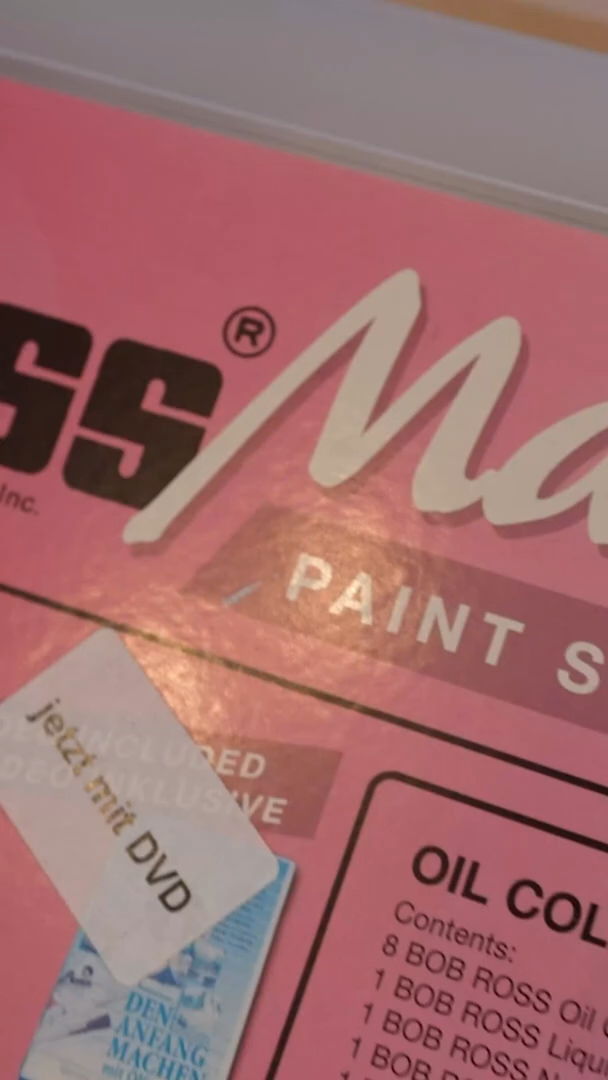 SS® Ma
Inc.
PAINT S
INCLUDED
INKLUSIVE
jetzt mit DVD
DEN
ANFANG
MACHEN
OIL COL
Contents:
8 BOB ROSS Oil
1 BOB ROSS Liqu
1 BOB ROSS N
1 BOB R